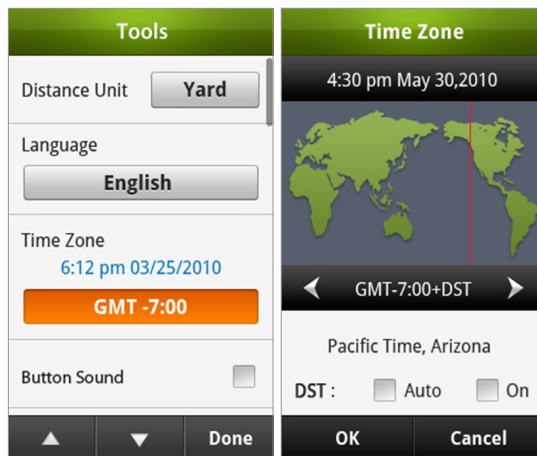 Tools
Distance Unit Yard
Language
English
Time Zone
6:12 pm 03/25/2010
GMT -7:00
Button Sound
Done
Time Zone
4:30 pm May 30,2010
GMT-7:00+DST
Pacific Time, Arizona
DST : Auto On
OK Cancel